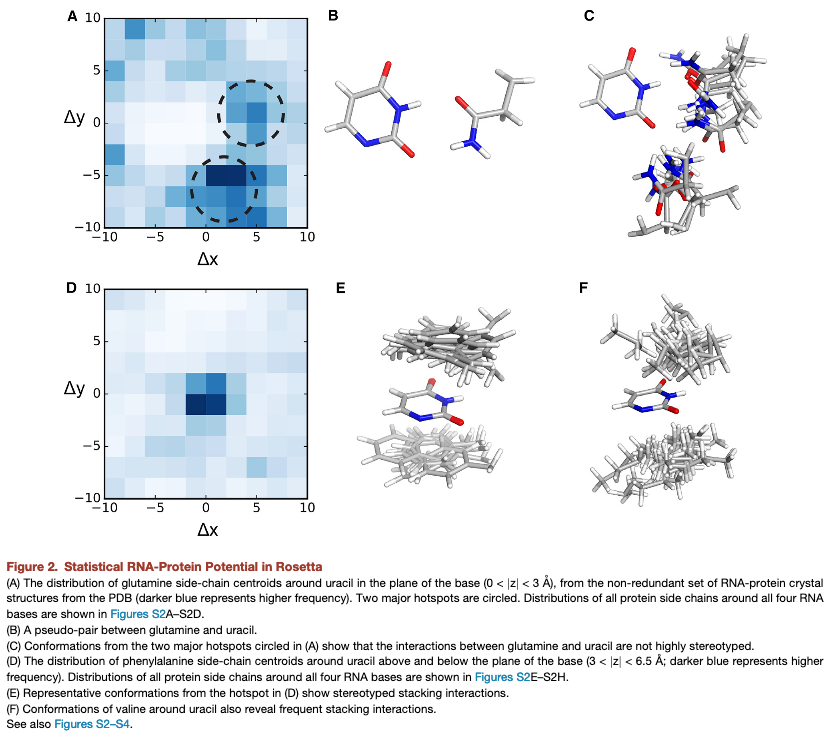 A
B
C
10
5
0
−5
−10
Δy
−10
−5
0
5
10
Δx
D
E
F
10
5
0
−5
−10
Δy
−10
−5
0
5
10
Δx
Figure 2. Statistical RNA-Protein Potential in Rosetta
(A) The distribution of glutamine side-chain centroids around uracil in the plane of the base (0 < |z| < 3 Å), from the non-redundant set of RNA-protein crystal
structures from the PDB (darker blue represents higher frequency). Two major hotspots are circled. Distributions of all protein side chains around all four RNA
bases are shown in Figures S2A–S2D.
(B) A pseudo-pair between glutamine and uracil.
(C) Conformations from the two major hotspots circled in (A) show that the interactions between glutamine and uracil are not highly stereotyped.
(D) The distribution of phenylalanine side-chain centroids around uracil above and below the plane of the base (3 < |z| < 6.5 Å; darker blue represents higher
frequency). Distributions of all protein side chains around all four RNA bases are shown in Figures S2E–S2H.
(E) Representative conformations from the hotspot in (D) show stereotyped stacking interactions.
(F) Conformations of valine around uracil also reveal frequent stacking interactions.
See also Figures S2–S4.